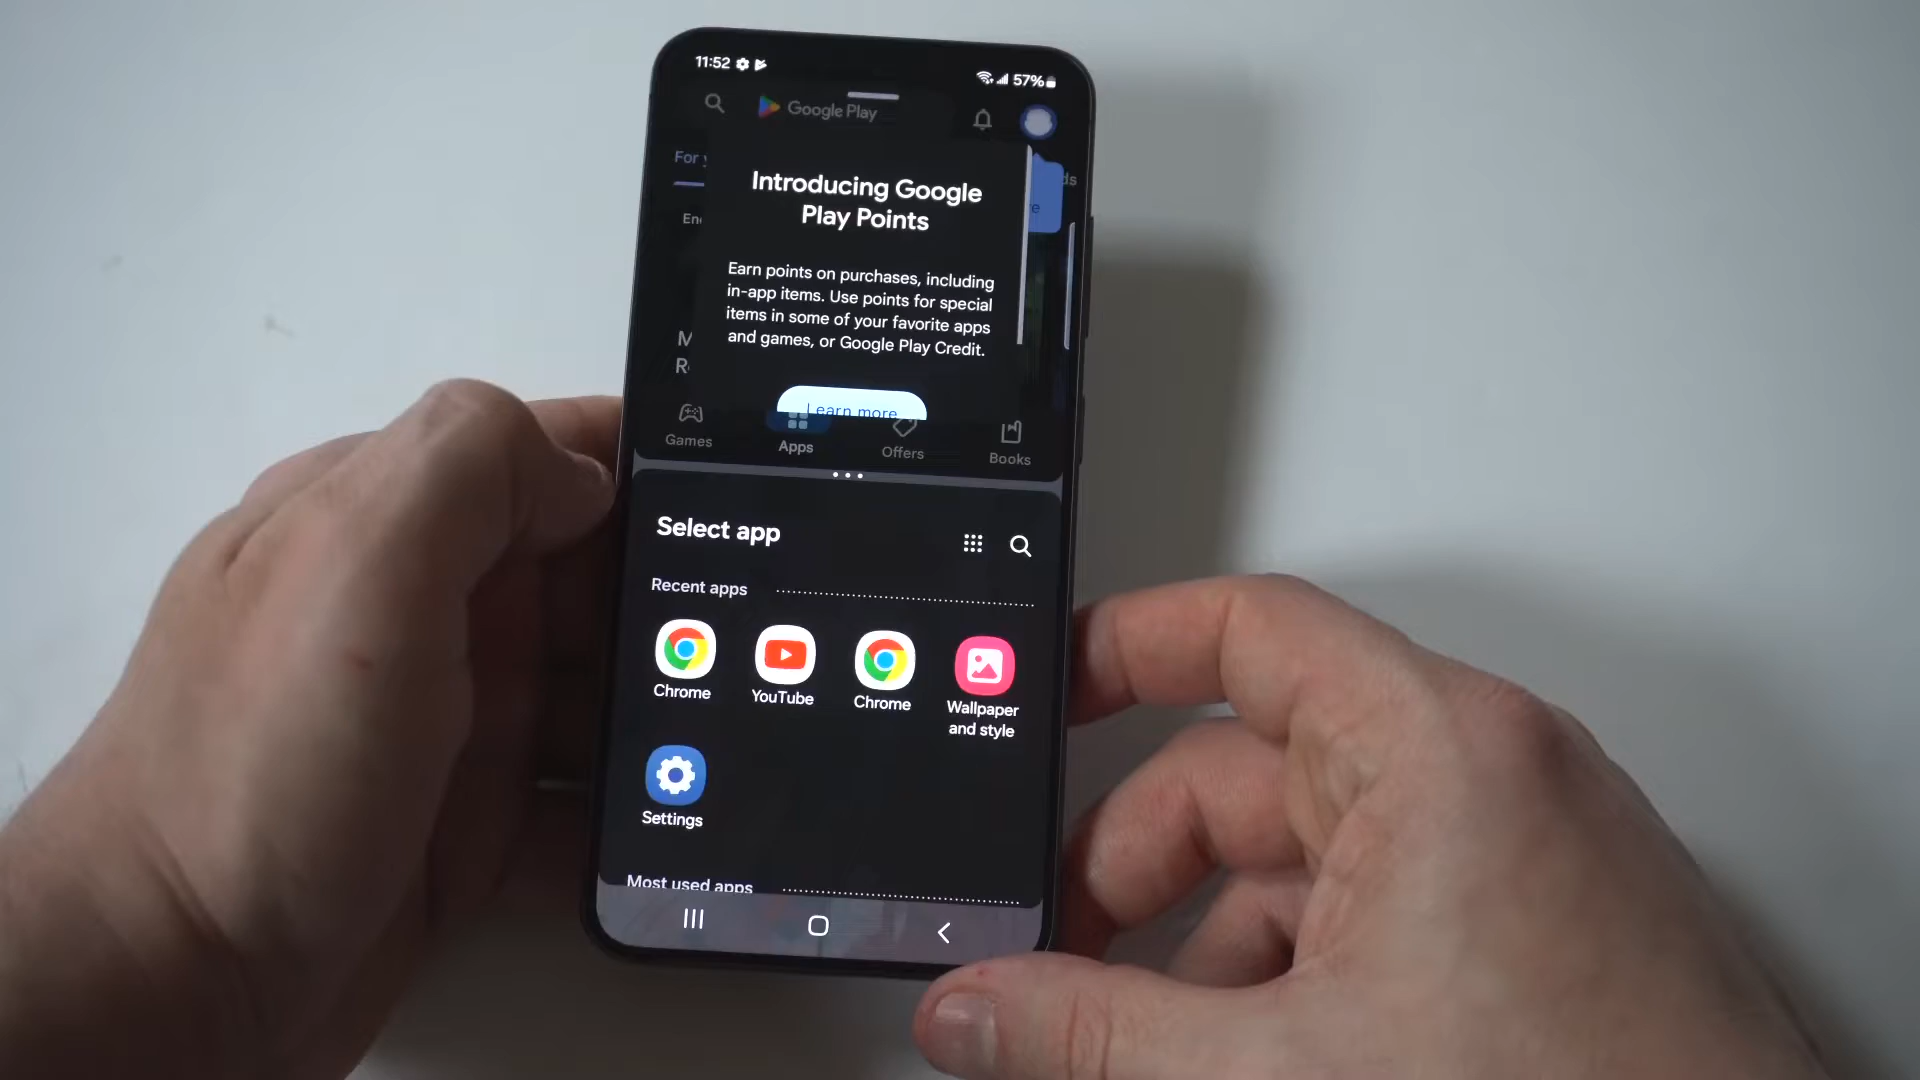 11:52
57%
Google Play
For
ds
Introducing Google
Play Points
Earn points on purchases, including
in-app items. Use points for special
items in some of your favorite apps
and games, or Google Play Credit.
Learn more
Games
Apps
Offers
Books
Select app
Recent apps
Chrome
YouTube
Chrome
Wallpaper
and style
Settings
Most used apps